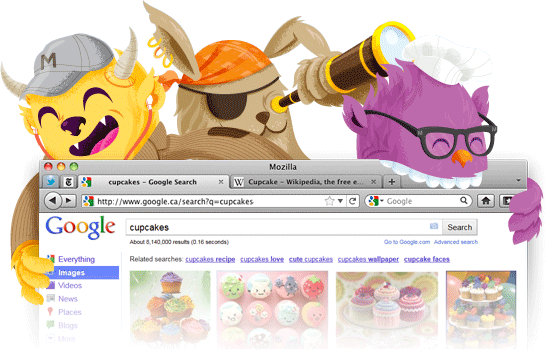 M
Mozilla
cupcakes – Google Search
Cupcake – Wikipedia, the free e...
http://www.google.ca/search?q=cupcakes
Google
Google
cupcakes
Search
About 8,140,000 results (0.16 seconds)
Go to Google.com Advanced search
Everything
Related searches: cupcakes recipe cupcakes love cute cupcakes cupcakes wallpaper cupcake faces
Images
Videos
News
Places
Blogs
More